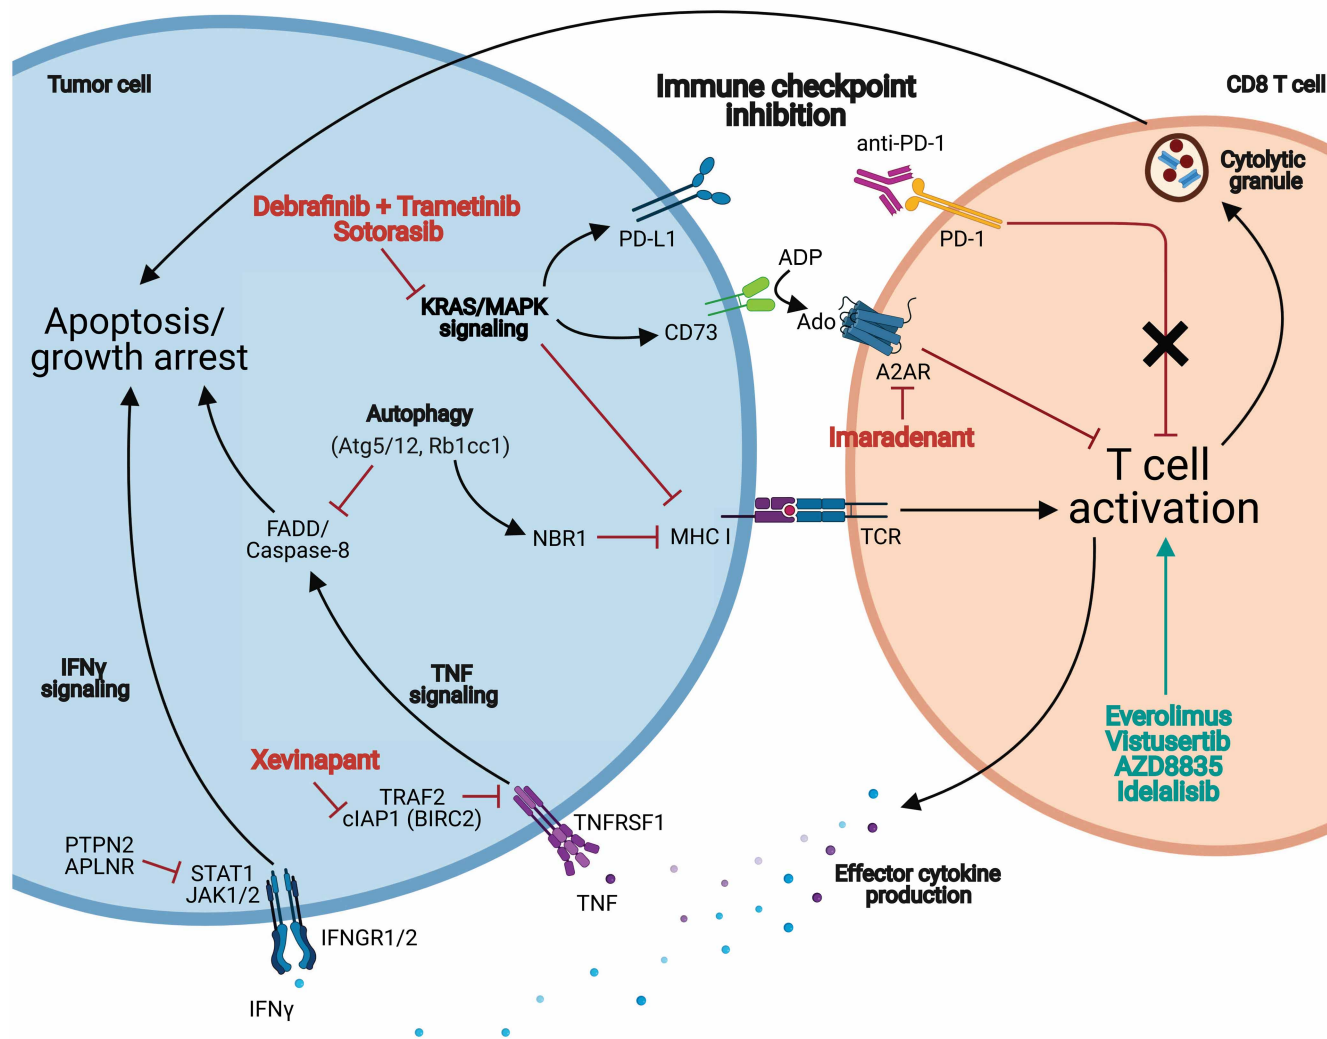 Tumor cell
Immune checkpoint
inhibition
CD8 T cell
anti-PD-1
Cytolytic
granule
Debrafinib + Trametinib
Sotorasib
PD-L1
PD-1
ADP
KRAS/MAPK
signaling
CD73
Ado
Apoptosis/
growth arrest
A2AR
Imaradenant
Autophagy
(Atg5/12, Rb1cc1)
T cell
activation
FADD/
Caspase-8
NBR1
MHC I
TCR
IFNγ
signaling
TNF
signaling
Everolimus
Vistusertib
AZD8835
Idelalisib
Xevinapant
TRAF2
cIAP1 (BIRC2)
TNFRSF1
PTPN2
APLNR
STAT1
JAK1/2
TNF
Effector cytokine
production
IFNGR1/2
IFNγ